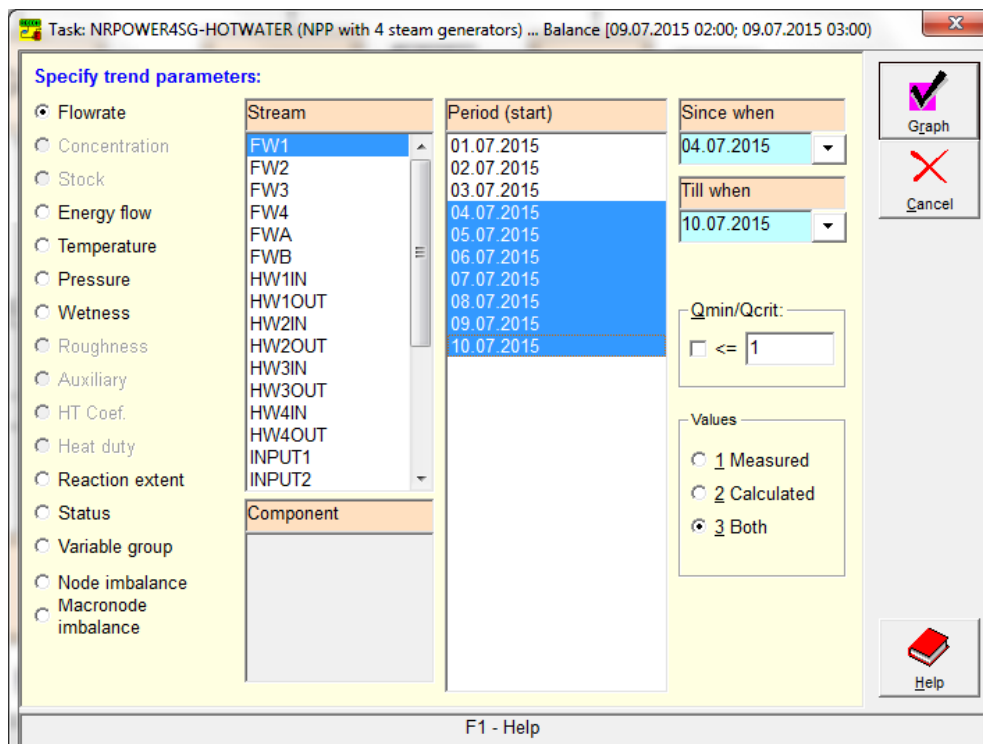 Task: NRPOWER4SG-HOTWATER (NPP with 4 steam generators) ... Balance [09.07.2015 02:00; 09.07.2015 03:00)
Specify trend parameters:
Flowrate
Concentration
Stock
Energy flow
Temperature
Pressure
Wetness
Roughness
Auxiliary
HT Coef.
Heat duty
Reaction extent
Status
Variable group
Node imbalance
Macronode
imbalance
Stream
FW1
FW2
FW3
FW4
FWA
FWB
HW1IN
HW1OUT
HW2IN
HW2OUT
HW3IN
HW3OUT
HW4IN
HW4OUT
INPUT1
INPUT2
Component
Period (start)
01.07.2015
02.07.2015
03.07.2015
04.07.2015
05.07.2015
06.07.2015
07.07.2015
08.07.2015
09.07.2015
10.07.2015
Since when
04.07.2015
Till when
10.07.2015
Qmin/Qcrit:
<= 1
Values
1 Measured
2 Calculated
3 Both
Graph
Cancel
Help
F1 - Help